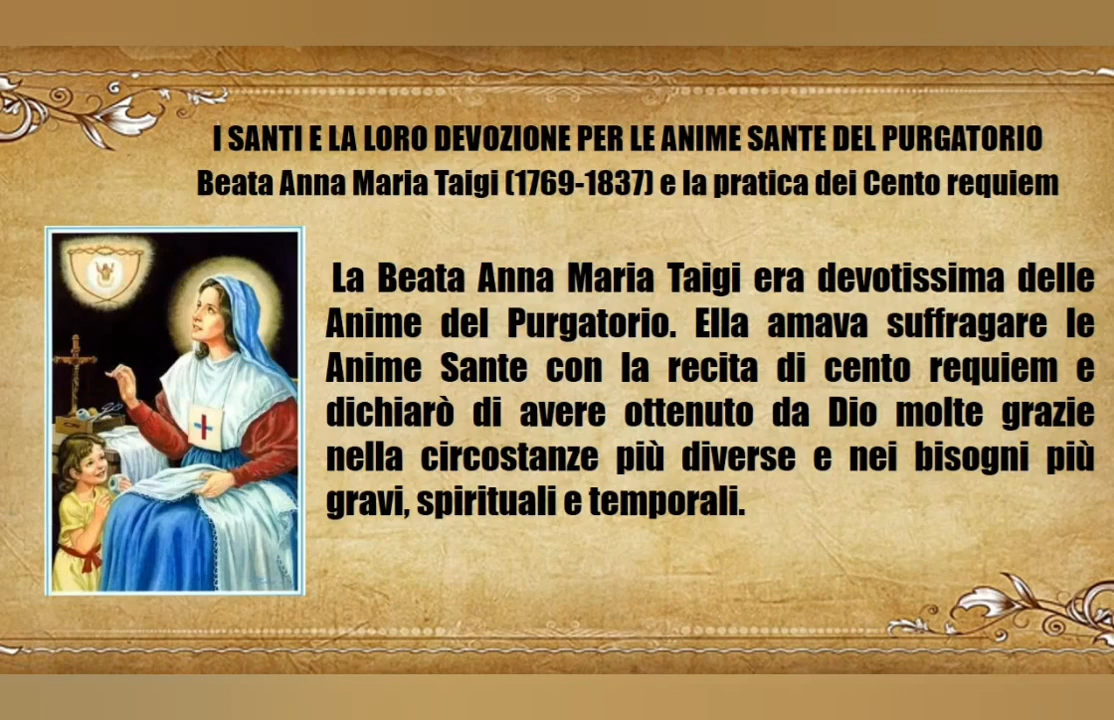 I SANTI E LA LORO DEVOZIONE PER LE ANIME SANTE DEL PURGATORIO
Beata Anna Maria Taigi (1769-1837) e la pratica dei Cento requiem
La Beata Anna Maria Taigi era devotissima delle
Anime del Purgatorio. Ella amava suffragare le
Anime Sante con la recita di cento requiem e
dichiarò di avere ottenuto da Dio molte grazie
nella circostanze più diverse e nei bisogni più
gravi, spirituali e temporali.